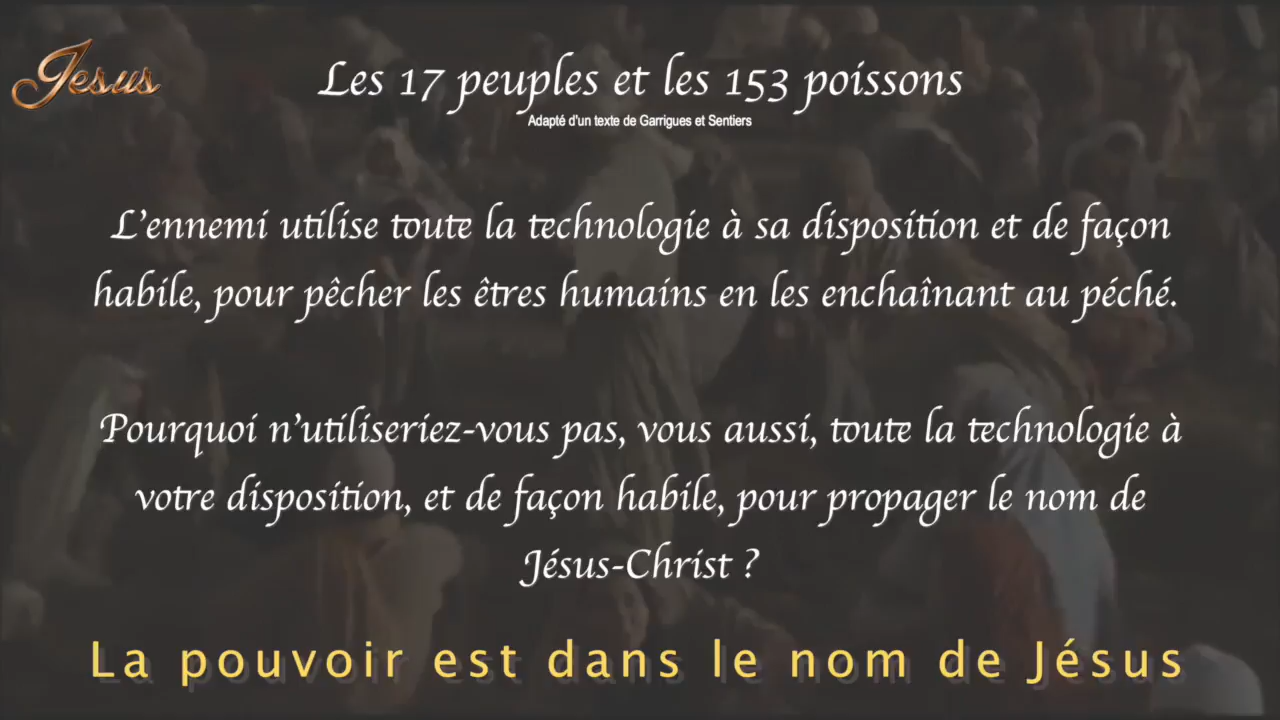 Jesus
Les 17 peuples et les 153 poissons
Adapté d'un texte de Garrigues et Sentiers
L'ennemi utilise toute la technologie à sa disposition et de façon
habile, pour pêcher les êtres humains en les enchaînant au péché.
Pourquoi n'utiliseriez-vous pas, vous aussi, toute la technologie à
votre disposition, et de façon habile, pour propager le nom de
Jésus-Christ ?
La pouvoir est dans le nom de Jésus